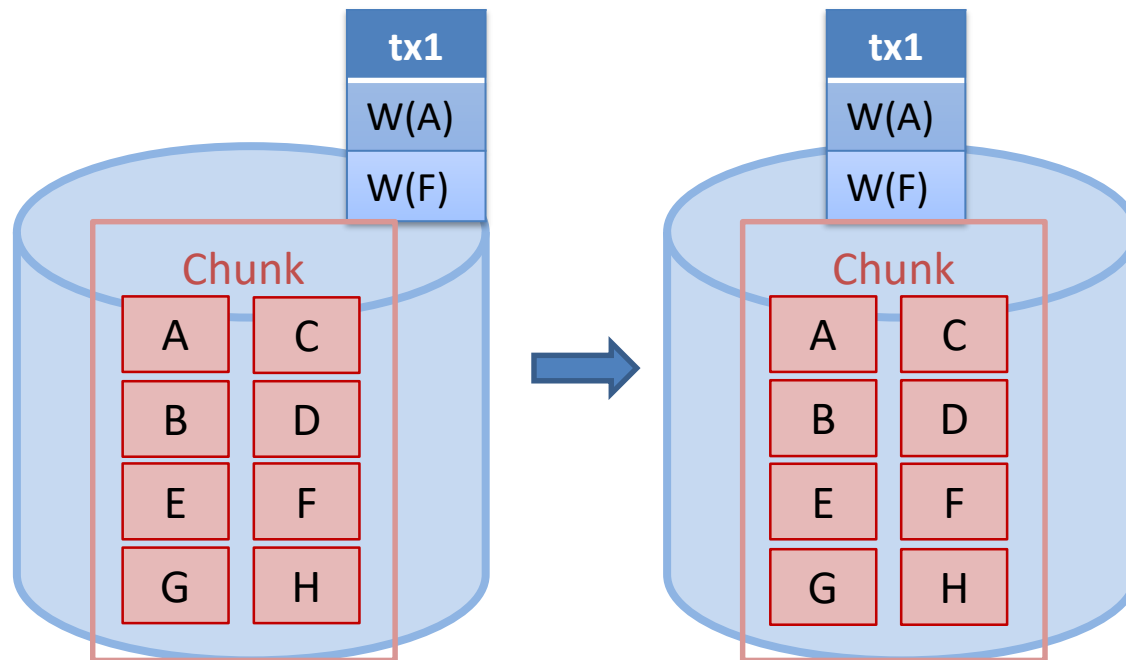 tx1
W(A)
W(F)
Chunk
A C
B D
E F
G H
tx1
W(A)
W(F)
Chunk
A C
B D
E F
G H